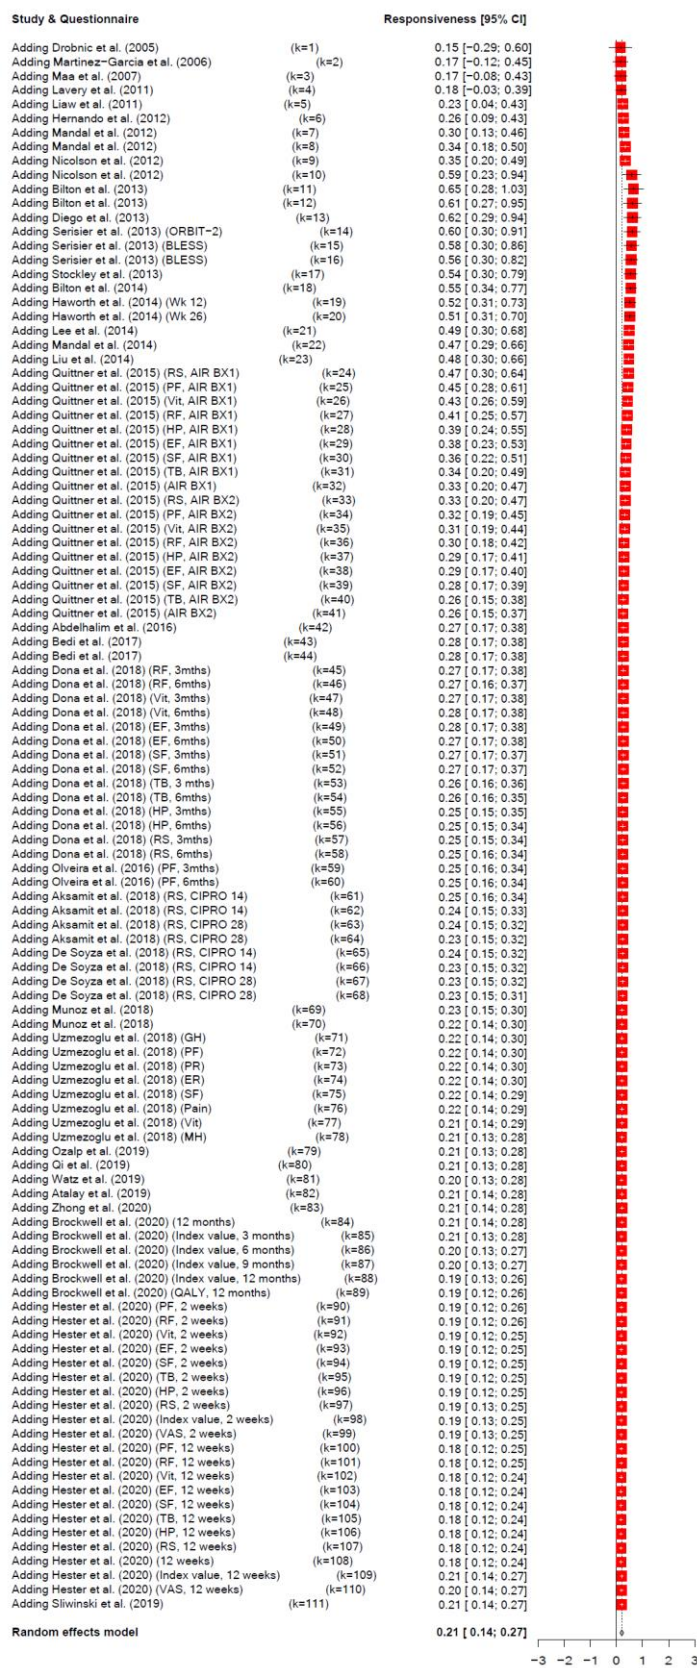 Study & Questionnaire Responsiveness [95% CI]
Adding Drobnic et al. (2005) (k=1) 0.15 [−0.29; 0.60]
Adding Martinez−Garcia et al. (2006) (k=2) 0.17 [−0.12; 0.45]
Adding Maa et al. (2007) (k=3) 0.17 [−0.08; 0.43]
Adding Lavery et al. (2011) (k=4) 0.18 [−0.03; 0.39]
Adding Liaw et al. (2011) (k=5) 0.23 [ 0.04; 0.43]
Adding Hernando et al. (2012) (k=6) 0.26 [ 0.09; 0.43]
Adding Mandal et al. (2012) (k=7) 0.30 [ 0.13; 0.46]
Adding Mandal et al. (2012) (k=8) 0.34 [ 0.18; 0.50]
Adding Nicolson et al. (2012) (k=9) 0.35 [ 0.20; 0.49]
Adding Nicolson et al. (2012) (k=10) 0.59 [ 0.23; 0.94]
Adding Bilton et al. (2013) (k=11) 0.65 [ 0.28; 1.03]
Adding Bilton et al. (2013) (k=12) 0.61 [ 0.27; 0.95]
Adding Diego et al. (2013) (k=13) 0.62 [ 0.29; 0.94]
Adding Serisier et al. (2013) (ORBIT−2) (k=14) 0.60 [ 0.30; 0.91]
Adding Serisier et al. (2013) (BLESS) (k=15) 0.58 [ 0.30; 0.86]
Adding Serisier et al. (2013) (BLESS) (k=16) 0.56 [ 0.30; 0.82]
Adding Stockley et al. (2013) (k=17) 0.54 [ 0.30; 0.79]
Adding Bilton et al. (2014) (k=18) 0.55 [ 0.34; 0.77]
Adding Haworth et al. (2014) (Wk 12) (k=19) 0.52 [ 0.31; 0.73]
Adding Haworth et al. (2014) (Wk 26) (k=20) 0.51 [ 0.31; 0.70]
Adding Lee et al. (2014) (k=21) 0.49 [ 0.30; 0.68]
Adding Mandal et al. (2014) (k=22) 0.47 [ 0.29; 0.66]
Adding Liu et al. (2014) (k=23) 0.48 [ 0.30; 0.66]
Adding Quittner et al. (2015) (RS, AIR BX1) (k=24) 0.47 [ 0.30; 0.64]
Adding Quittner et al. (2015) (PF, AIR BX1) (k=25) 0.45 [ 0.28; 0.61]
Adding Quittner et al. (2015) (Vit, AIR BX1) (k=26) 0.43 [ 0.26; 0.59]
Adding Quittner et al. (2015) (RF, AIR BX1) (k=27) 0.41 [ 0.25; 0.57]
Adding Quittner et al. (2015) (HP, AIR BX1) (k=28) 0.39 [ 0.24; 0.55]
Adding Quittner et al. (2015) (EF, AIR BX1) (k=29) 0.38 [ 0.23; 0.53]
Adding Quittner et al. (2015) (SF, AIR BX1) (k=30) 0.36 [ 0.22; 0.51]
Adding Quittner et al. (2015) (TB, AIR BX1) (k=31) 0.34 [ 0.20; 0.49]
Adding Quittner et al. (2015) (AIR BX1) (k=32) 0.33 [ 0.20; 0.47]
Adding Quittner et al. (2015) (RS, AIR BX2) (k=33) 0.33 [ 0.20; 0.47]
Adding Quittner et al. (2015) (PF, AIR BX2) (k=34) 0.32 [ 0.19; 0.45]
Adding Quittner et al. (2015) (Vit, AIR BX2) (k=35) 0.31 [ 0.19; 0.44]
Adding Quittner et al. (2015) (RF, AIR BX2) (k=36) 0.30 [ 0.18; 0.42]
Adding Quittner et al. (2015) (HP, AIR BX2) (k=37) 0.29 [ 0.17; 0.41]
Adding Quittner et al. (2015) (EF, AIR BX2) (k=38) 0.29 [ 0.17; 0.40]
Adding Quittner et al. (2015) (SF, AIR BX2) (k=39) 0.28 [ 0.17; 0.39]
Adding Quittner et al. (2015) (TB, AIR BX2) (k=40) 0.26 [ 0.15; 0.38]
Adding Quittner et al. (2015) (AIR BX2) (k=41) 0.26 [ 0.15; 0.37]
Adding Abdelhalim et al. (2016) (k=42) 0.27 [ 0.17; 0.38]
Adding Bedi et al. (2017) (k=43) 0.28 [ 0.17; 0.38]
Adding Bedi et al. (2017) (k=44) 0.28 [ 0.17; 0.38]
Adding Dona et al. (2018) (RF, 3mths) (k=45) 0.27 [ 0.17; 0.38]
Adding Dona et al. (2018) (RF, 6mths) (k=46) 0.27 [ 0.16; 0.37]
Adding Dona et al. (2018) (Vit, 3mths) (k=47) 0.27 [ 0.17; 0.38]
Adding Dona et al. (2018) (Vit, 6mths) (k=48) 0.28 [ 0.17; 0.38]
Adding Dona et al. (2018) (EF, 3mths) (k=49) 0.28 [ 0.17; 0.38]
Adding Dona et al. (2018) (EF, 6mths) (k=50) 0.27 [ 0.17; 0.38]
Adding Dona et al. (2018) (SF, 3mths) (k=51) 0.27 [ 0.17; 0.37]
Adding Dona et al. (2018) (SF, 6mths) (k=52) 0.27 [ 0.17; 0.37]
Adding Dona et al. (2018) (TB, 3 mths) (k=53) 0.26 [ 0.16; 0.36]
Adding Dona et al. (2018) (TB, 6mths) (k=54) 0.26 [ 0.16; 0.35]
Adding Dona et al. (2018) (HP, 3mths) (k=55) 0.25 [ 0.15; 0.35]
Adding Dona et al. (2018) (HP, 6mths) (k=56) 0.25 [ 0.15; 0.34]
Adding Dona et al. (2018) (RS, 3mths) (k=57) 0.25 [ 0.15; 0.34]
Adding Dona et al. (2018) (RS, 6mths) (k=58) 0.25 [ 0.16; 0.34]
Adding Olveira et al. (2016) (PF, 3mths) (k=59) 0.25 [ 0.16; 0.34]
Adding Olveira et al. (2016) (PF, 6mths) (k=60) 0.25 [ 0.16; 0.34]
Adding Aksamit et al. (2018) (RS, CIPRO 14) (k=61) 0.25 [ 0.16; 0.34]
Adding Aksamit et al. (2018) (RS, CIPRO 14) (k=62) 0.24 [ 0.15; 0.33]
Adding Aksamit et al. (2018) (RS, CIPRO 28) (k=63) 0.24 [ 0.15; 0.32]
Adding Aksamit et al. (2018) (RS, CIPRO 28) (k=64) 0.23 [ 0.15; 0.32]
Adding De Soyza et al. (2018) (RS, CIPRO 14) (k=65) 0.24 [ 0.15; 0.32]
Adding De Soyza et al. (2018) (RS, CIPRO 14) (k=66) 0.23 [ 0.15; 0.32]
Adding De Soyza et al. (2018) (RS, CIPRO 28) (k=67) 0.23 [ 0.15; 0.32]
Adding De Soyza et al. (2018) (RS, CIPRO 28) (k=68) 0.23 [ 0.15; 0.31]
Adding Munoz et al. (2018) (k=69) 0.23 [ 0.15; 0.30]
Adding Munoz et al. (2018) (k=70) 0.22 [ 0.14; 0.30]
Adding Uzmezoglu et al. (2018) (GH) (k=71) 0.22 [ 0.14; 0.30]
Adding Uzmezoglu et al. (2018) (PF) (k=72) 0.22 [ 0.14; 0.30]
Adding Uzmezoglu et al. (2018) (PR) (k=73) 0.22 [ 0.14; 0.30]
Adding Uzmezoglu et al. (2018) (ER) (k=74) 0.22 [ 0.14; 0.30]
Adding Uzmezoglu et al. (2018) (SF) (k=75) 0.22 [ 0.14; 0.30]
Adding Uzmezoglu et al. (2018) (Pain) (k=76) 0.22 [ 0.14; 0.29]
Adding Uzmezoglu et al. (2018) (Vit) (k=77) 0.21 [ 0.14; 0.29]
Adding Uzmezoglu et al. (2018) (MH) (k=78) 0.21 [ 0.13; 0.28]
Adding Ozalp et al. (2019) (k=79) 0.21 [ 0.13; 0.28]
Adding Qi et al. (2019) (k=80) 0.21 [ 0.13; 0.28]
Adding Watz et al. (2019) (k=81) 0.20 [ 0.13; 0.28]
Adding Atalay et al. (2019) (k=82) 0.21 [ 0.14; 0.28]
Adding Zhong et al. (2020) (k=83) 0.21 [ 0.14; 0.28]
Adding Brockwell et al. (2020) (12 months) (k=84) 0.21 [ 0.14; 0.28]
Adding Brockwell et al. (2020) (Index value, 3 months) (k=85) 0.21 [ 0.13; 0.28]
Adding Brockwell et al. (2020) (Index value, 6 months) (k=86) 0.20 [ 0.13; 0.27]
Adding Brockwell et al. (2020) (Index value, 9 months) (k=87) 0.20 [ 0.13; 0.27]
Adding Brockwell et al. (2020) (Index value, 12 months) (k=88) 0.19 [ 0.13; 0.26]
Adding Brockwell et al. (2020) (QALY, 12 months) (k=89) 0.19 [ 0.12; 0.26]
Adding Hester et al. (2020) (PF, 2 weeks) (k=90) 0.19 [ 0.12; 0.26]
Adding Hester et al. (2020) (RF, 2 weeks) (k=91) 0.19 [ 0.12; 0.26]
Adding Hester et al. (2020) (Vit, 2 weeks) (k=92) 0.19 [ 0.12; 0.25]
Adding Hester et al. (2020) (EF, 2 weeks) (k=93) 0.19 [ 0.12; 0.25]
Adding Hester et al. (2020) (SF, 2 weeks) (k=94) 0.19 [ 0.12; 0.25]
Adding Hester et al. (2020) (TB, 2 weeks) (k=95) 0.19 [ 0.12; 0.25]
Adding Hester et al. (2020) (HP, 2 weeks) (k=96) 0.19 [ 0.12; 0.25]
Adding Hester et al. (2020) (RS, 2 weeks) (k=97) 0.19 [ 0.13; 0.25]
Adding Hester et al. (2020) (Index value, 2 weeks) (k=98) 0.19 [ 0.13; 0.25]
Adding Hester et al. (2020) (VAS, 2 weeks) (k=99) 0.19 [ 0.13; 0.25]
Adding Hester et al. (2020) (PF, 12 weeks) (k=100) 0.18 [ 0.12; 0.25]
Adding Hester et al. (2020) (RF, 12 weeks) (k=101) 0.18 [ 0.12; 0.25]
Adding Hester et al. (2020) (Vit, 12 weeks) (k=102) 0.18 [ 0.12; 0.24]
Adding Hester et al. (2020) (EF, 12 weeks) (k=103) 0.18 [ 0.12; 0.24]
Adding Hester et al. (2020) (SF, 12 weeks) (k=104) 0.18 [ 0.12; 0.24]
Adding Hester et al. (2020) (TB, 12 weeks) (k=105) 0.18 [ 0.12; 0.24]
Adding Hester et al. (2020) (HP, 12 weeks) (k=106) 0.18 [ 0.12; 0.24]
Adding Hester et al. (2020) (RS, 12 weeks) (k=107) 0.18 [ 0.12; 0.24]
Adding Hester et al. (2020) (12 weeks) (k=108) 0.18 [ 0.12; 0.24]
Adding Hester et al. (2020) (Index value, 12 weeks) (k=109) 0.21 [ 0.14; 0.27]
Adding Hester et al. (2020) (VAS, 12 weeks) (k=110) 0.20 [ 0.14; 0.27]
Adding Sliwinski et al. (2019) (k=111) 0.21 [ 0.14; 0.27]
Random effects model 0.21 [ 0.14; 0.27]
−3 −2 −1 0 1 2 3